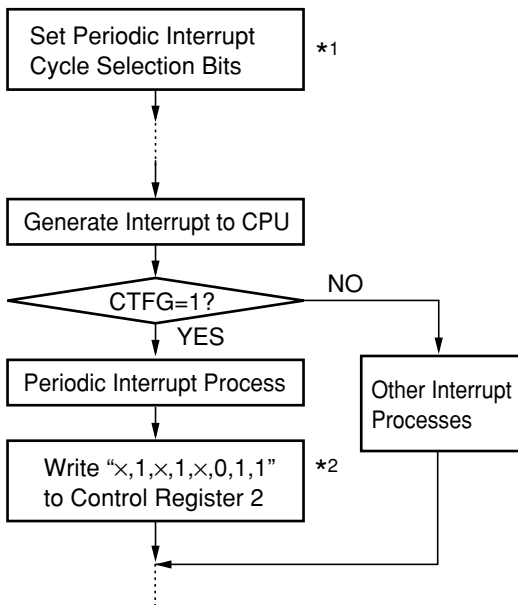 Set Periodic Interrupt
Cycle Selection Bits
*1
Generate Interrupt to CPU
CTFG=1?
NO
YES
Periodic Interrupt Process
Other Interrupt
Processes
Write “×,1,×,1,×,0,1,1”
to Control Register 2
*2